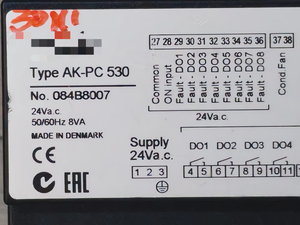 27 28 29 30 31 32 33 34 35 36
37 38
Common
ON input
Fault - DO1
Fault - DO2
Fault - DO3
Fault - DO4
Fault - DO5
Fault - DO6
Fault - DO7
Fault - DO8
Cond.Fan
Type AK-PC 530
No. 084B8007
24Va.c.
50/60Hz 8VA
MADE IN DENMARK
CE
EAC
24Va.c.
Supply
24Va.c.
DO1 DO2 DO3 DO4
1 2 3
4 5 6 7 8 9 10 11